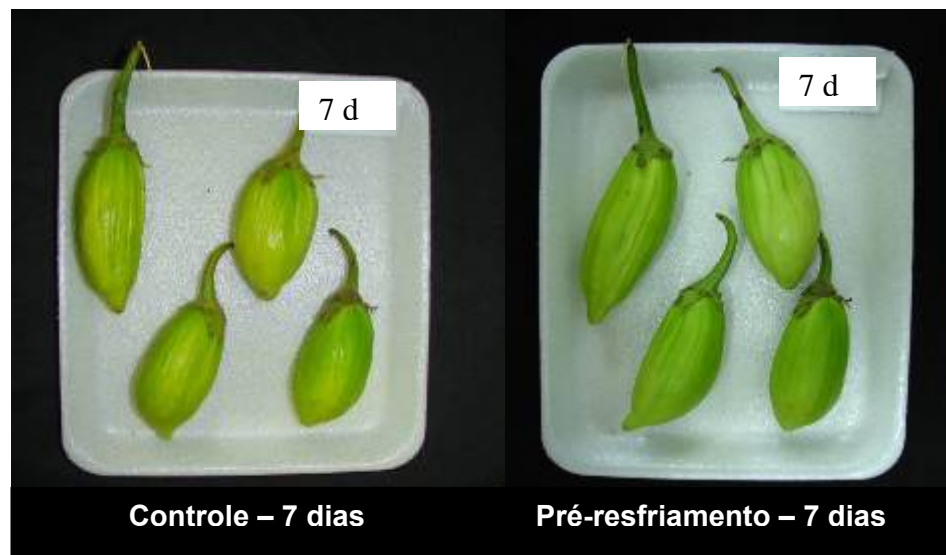 7 d
7 d
Controle – 7 dias
Pré-resfriamento – 7 dias